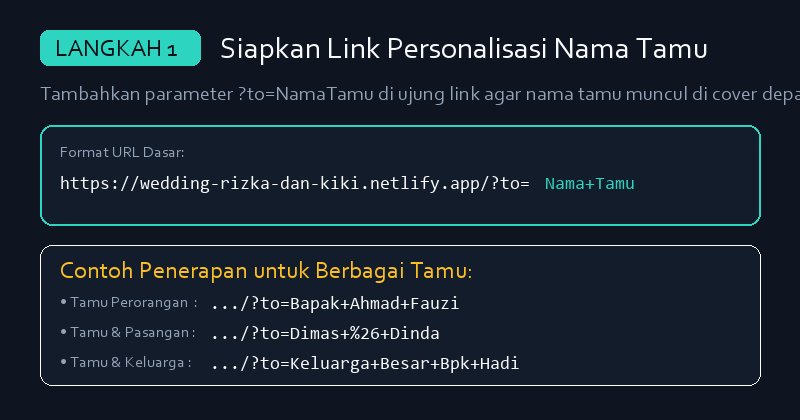 LANGKAH 1 Siapkan Link Personalisasi Nama Tamu
Tambahkan parameter ?to=NamaTamu di ujung link agar nama tamu muncul di cover depa
Format URL Dasar:
https://wedding-rizka-dan-kiki.netlify.app/?to= Nama+Tamu
Contoh Penerapan untuk Berbagai Tamu:
• Tamu Perorangan : .../?to=Bapak+Ahmad+Fauzi
• Tamu & Pasangan : .../?to=Dimas+%26+Dinda
• Tamu & Keluarga : .../?to=Keluarga+Besar+Bpk+Hadi